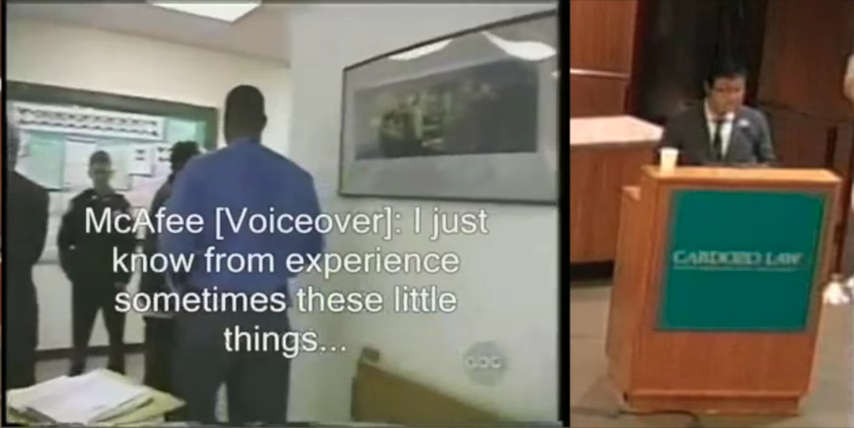 McAfee [Voiceover]: I just
know from experience
sometimes these little
things...
abc
CARDOZO LAW